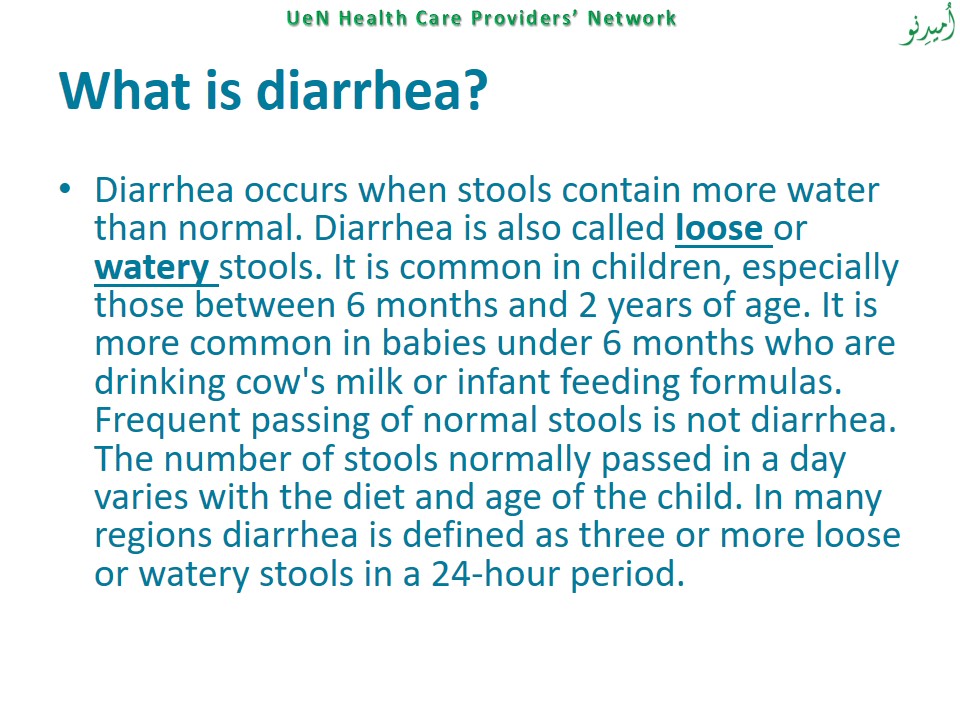 UeN Health Care Providers’ Network
اُمیدِنو
What is diarrhea?
• Diarrhea occurs when stools contain more water
than normal. Diarrhea is also called loose or
watery stools. It is common in children, especially
those between 6 months and 2 years of age. It is
more common in babies under 6 months who are
drinking cow's milk or infant feeding formulas.
Frequent passing of normal stools is not diarrhea.
The number of stools normally passed in a day
varies with the diet and age of the child. In many
regions diarrhea is defined as three or more loose
or watery stools in a 24-hour period.